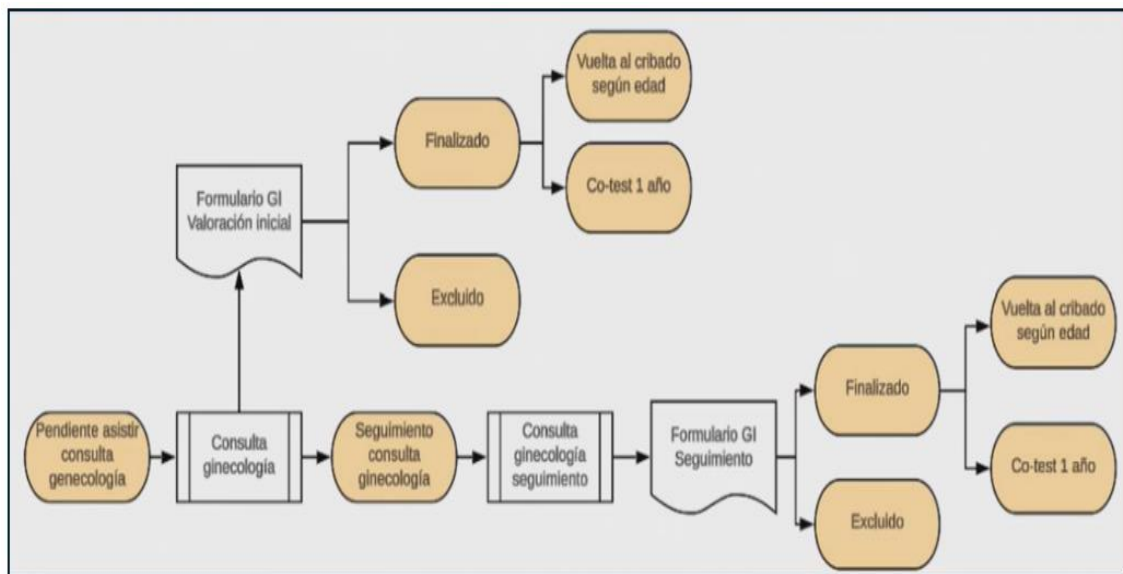 Vuelta al cribado
según edad
Finalizado
Co-test 1 año
Formulario GI
Valoración inicial
Excluido
Pendiente asistir
consulta
genecología
Consulta
ginecología
Seguimiento
consulta
ginecología
Consulta
ginecología
seguimiento
Formulario GI
Seguimiento
Finalizado
Vuelta al cribado
según edad
Co-test 1 año
Excluido